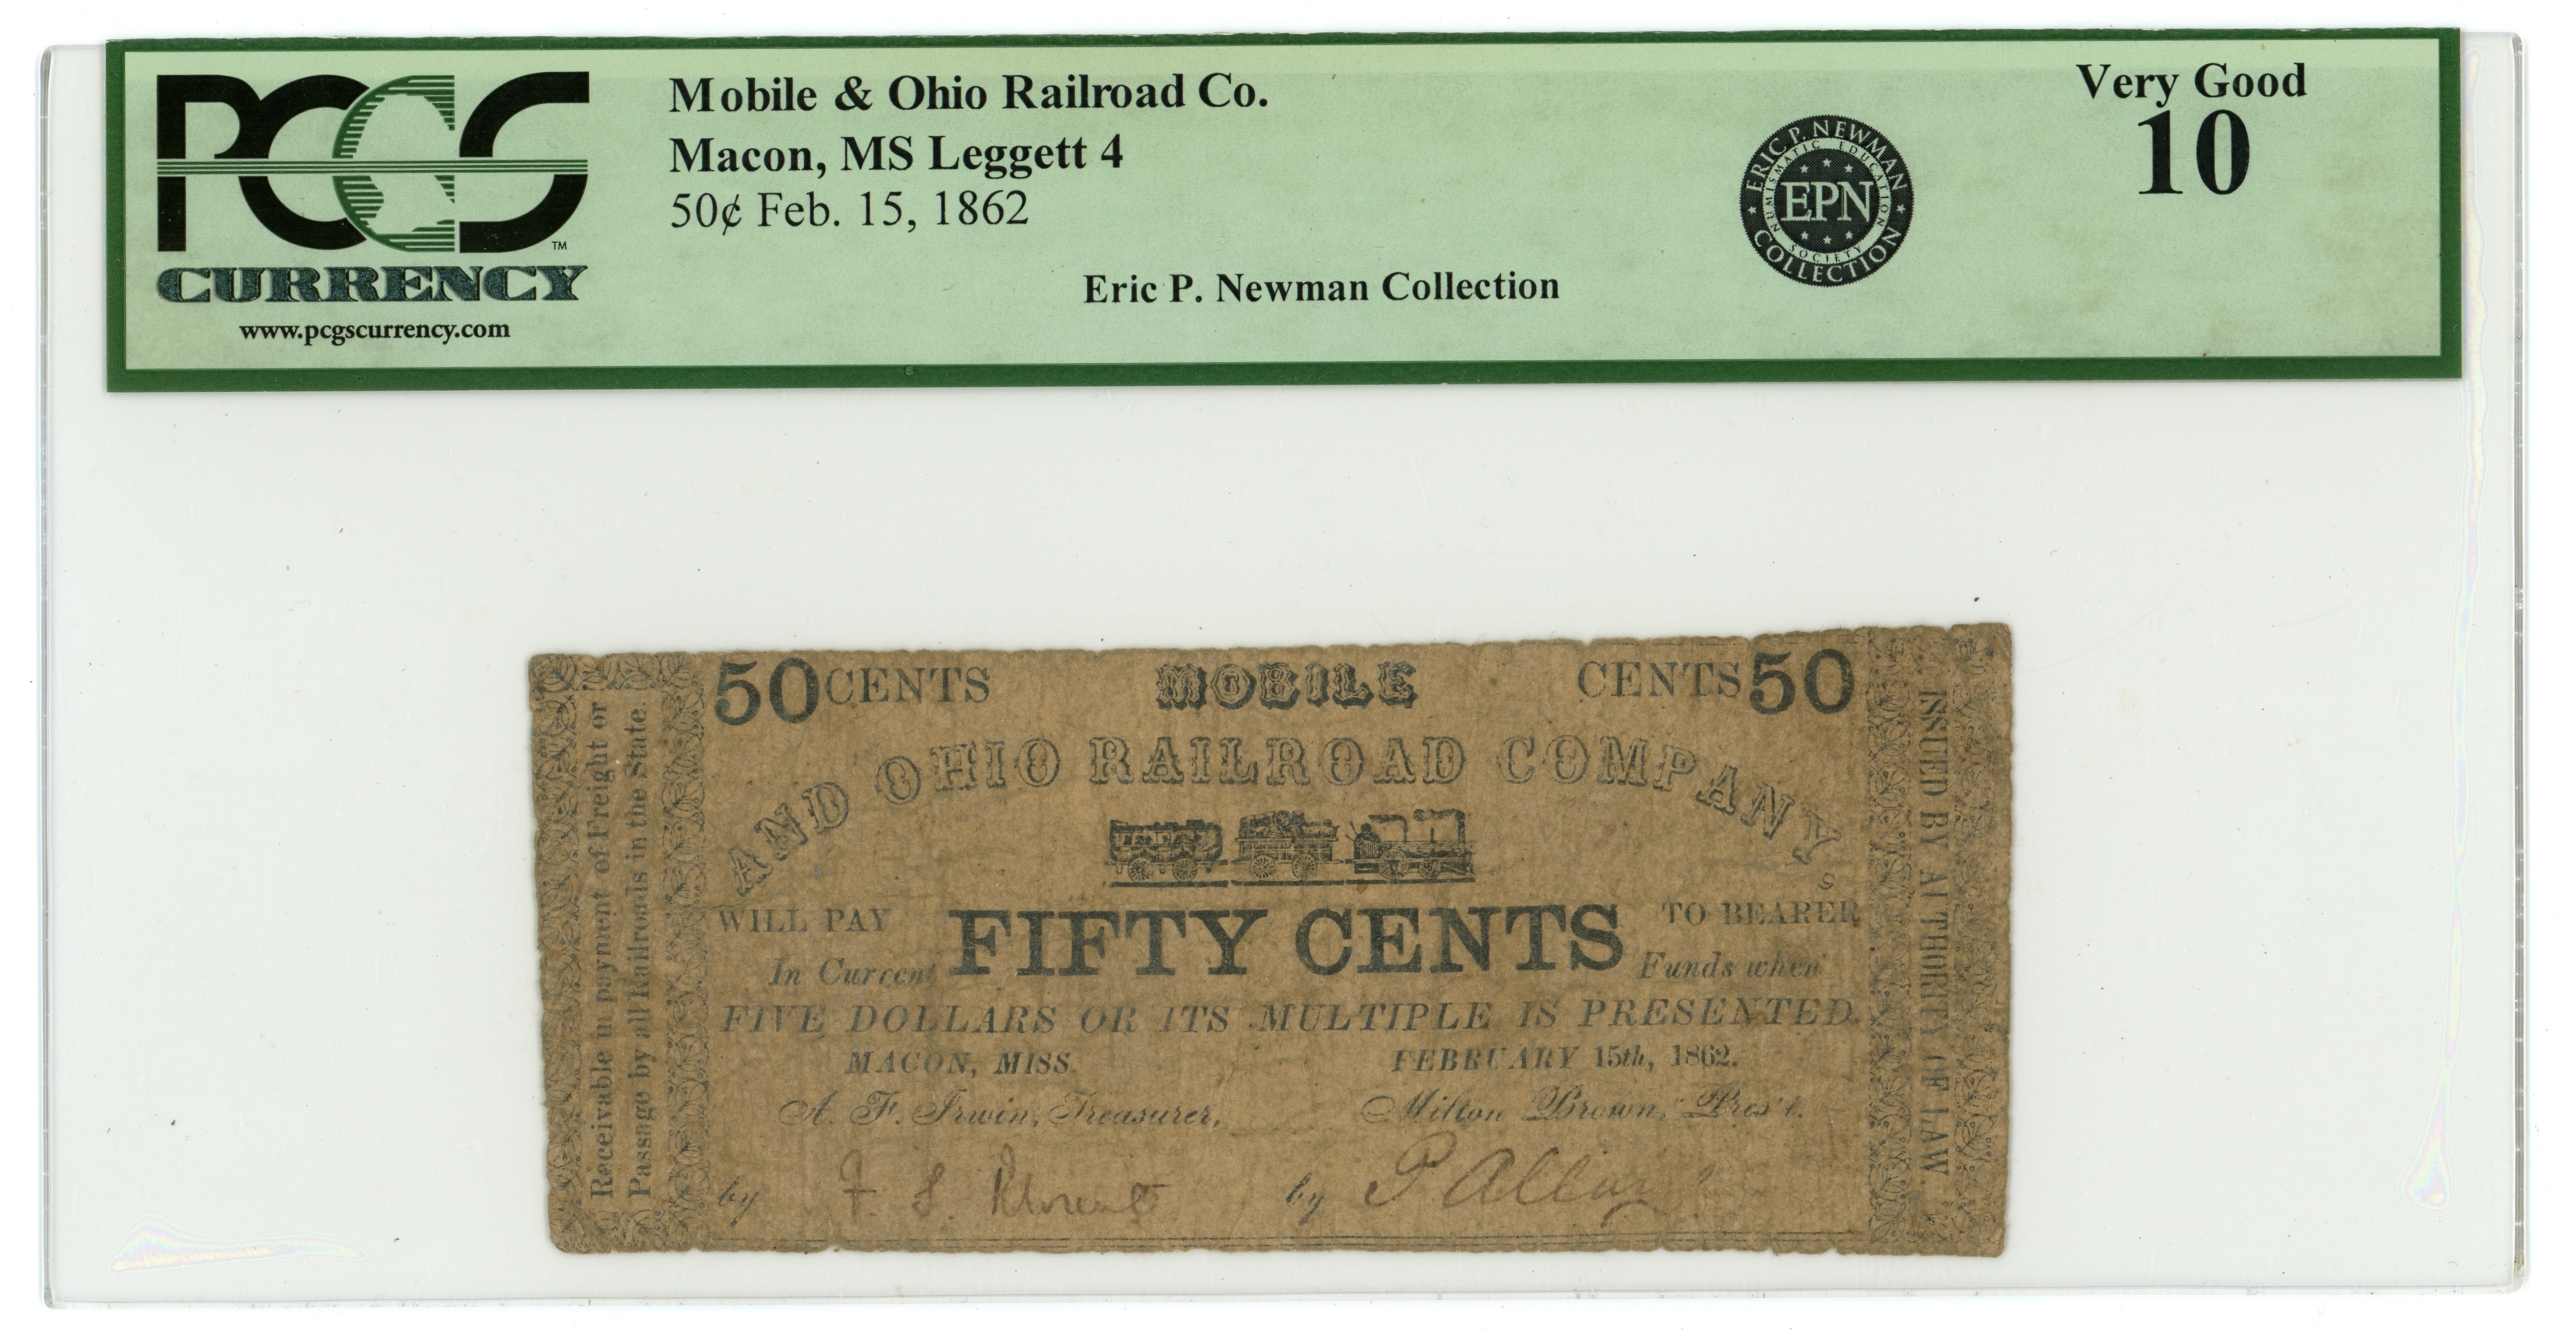 PCGS
TM
CURRENCY
www.pcgscurrency.com
Mobile & Ohio Railroad Co.
Macon, MS Leggett 4
50¢ Feb. 15, 1862
Eric P. Newman Collection
ERIC P. NEWMAN
NUMISMATIC EDUCATION
EPN
SOCIETY
COLLECTION
Very Good
10
Receivable in payment of Freight or
Passage by all Railroads in the State.
50 CENTS MOBILE CENTS 50
AND OHIO RAILROAD COMPANY
WILL PAY FIFTY CENTS TO BEARER
In Current Funds when
FIVE DOLLARS OR ITS MULTIPLE IS PRESENTED
MACON, MISS. FEBRUARY 15th, 1862.
A. F. Irwin, Treasurer, Milton Brown, Pres't.
by F. S. by P
ISSUED BY AUTHORITY OF LAW.